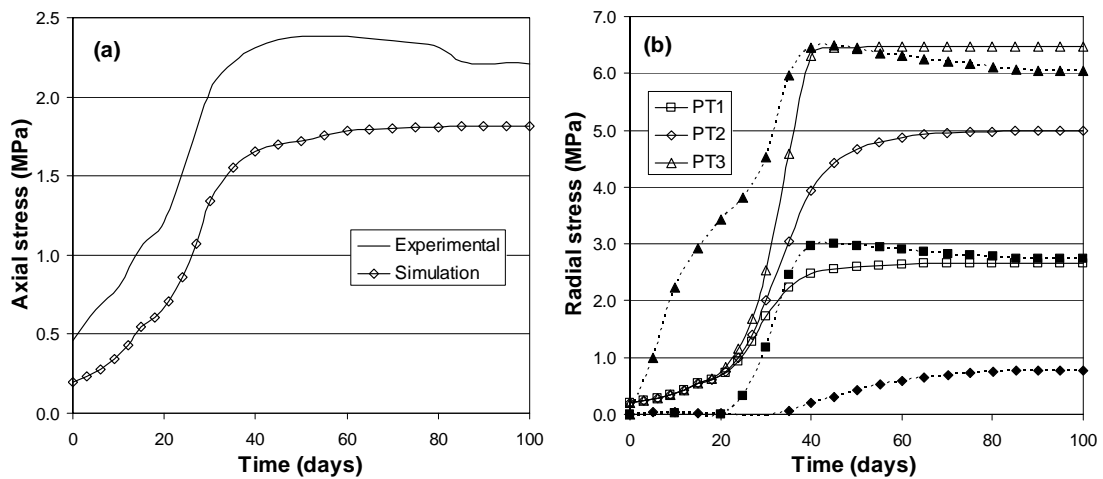 (a)
Axial stress (MPa)
2.5
2.0
1.5
1.0
0.5
0.0
Experimental
Simulation
0 20 40 60 80 100
Time (days)
(b)
Radial stress (MPa)
7.0
6.0
5.0
4.0
3.0
2.0
1.0
0.0
PT1
PT2
PT3
0 20 40 60 80 100
Time (days)